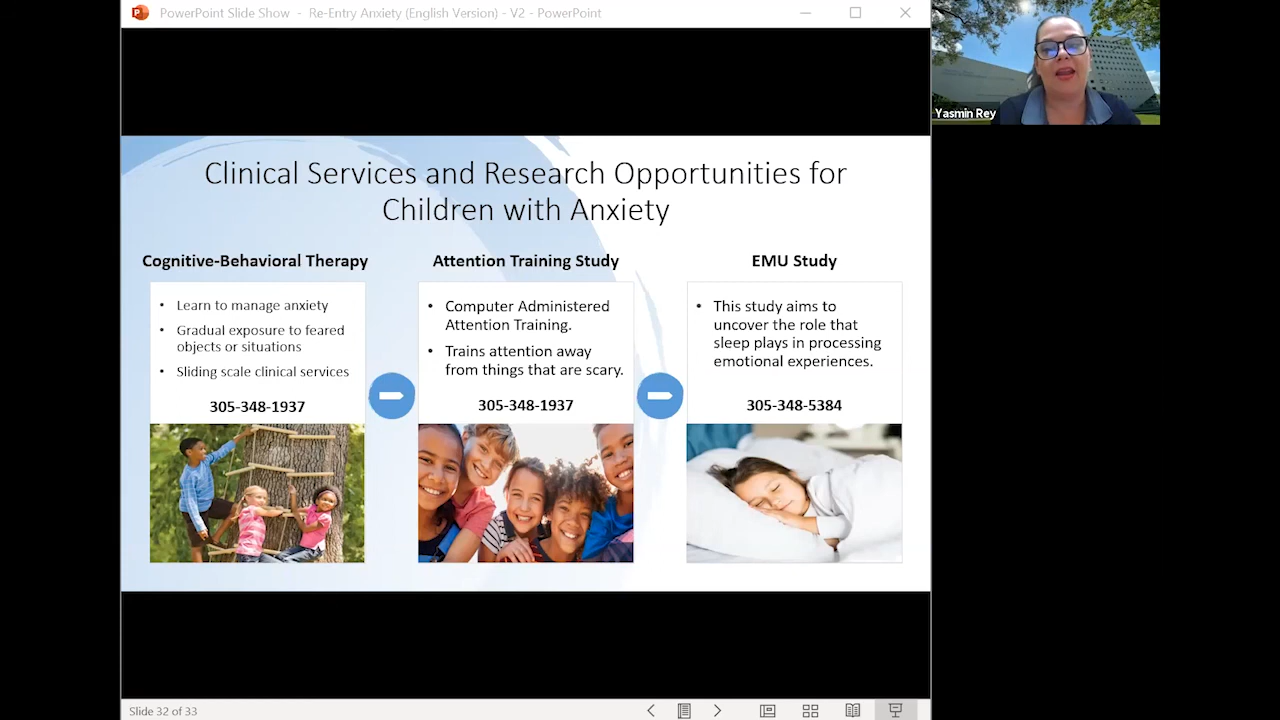 PowerPoint Slide Show - Re-Entry Anxiety (English Version) - V2 - PowerPoint
Yasmin Rey
Clinical Services and Research Opportunities for
Children with Anxiety
Cognitive-Behavioral Therapy
• Learn to manage anxiety
• Gradual exposure to feared
objects or situations
• Sliding scale clinical services
305-348-1937
Attention Training Study
• Computer Administered
Attention Training.
• Trains attention away
from things that are scary.
305-348-1937
EMU Study
• This study aims to
uncover the role that
sleep plays in processing
emotional experiences.
305-348-5384
Slide 32 of 33